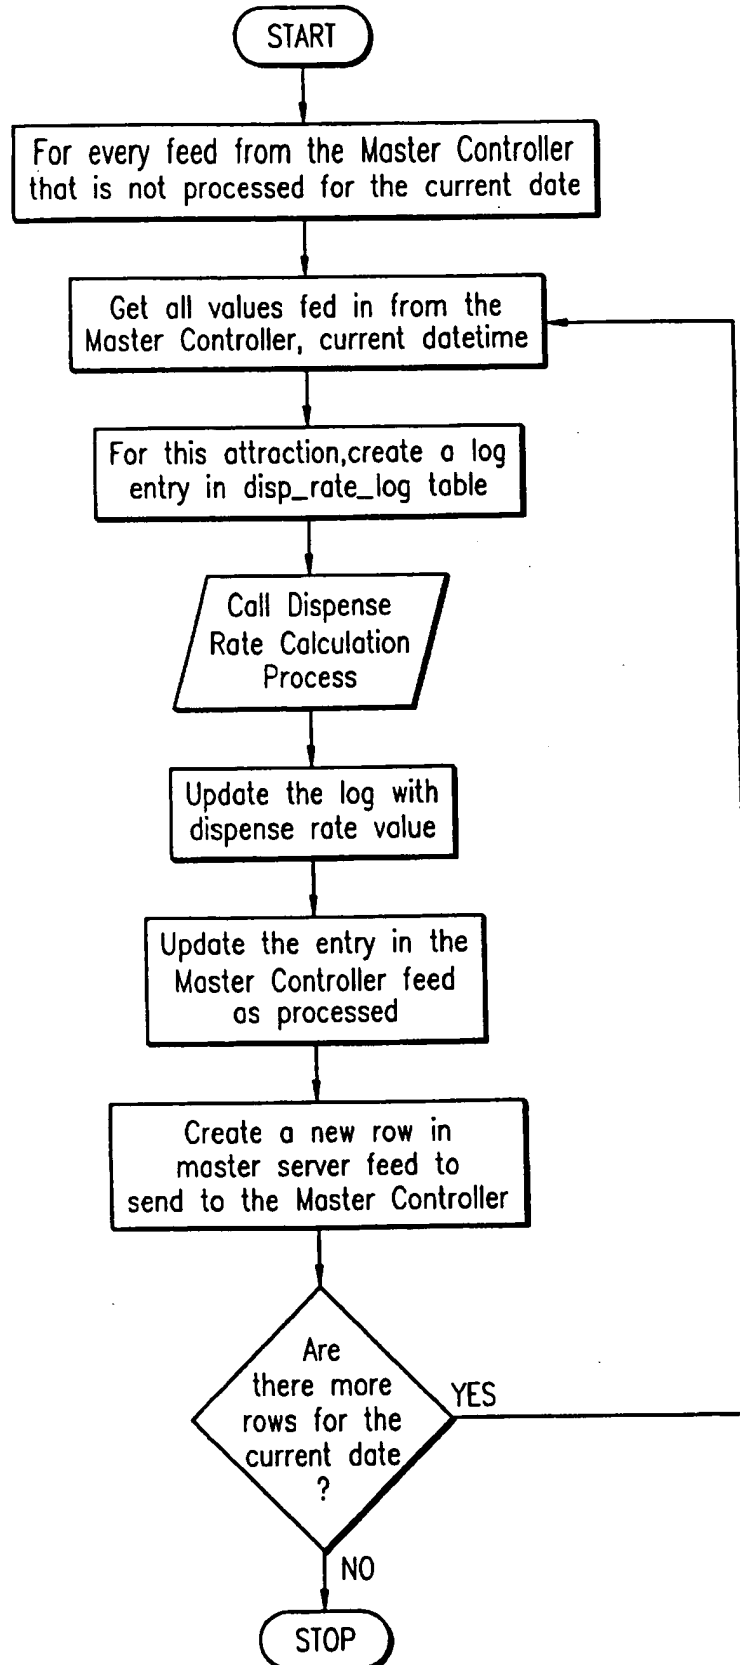 START
For every feed from the Master Controller
that is not processed for the current date
Get all values fed in from the
Master Controller, current datetime
For this attraction,create a log
entry in disp_rate_log table
Call Dispense
Rate Calculation
Process
Update the log with
dispense rate value
Update the entry in the
Master Controller feed
as processed
Create a new row in
master server feed to
send to the Master Controller
Are
there more
rows for the
current date
?
YES
NO
STOP